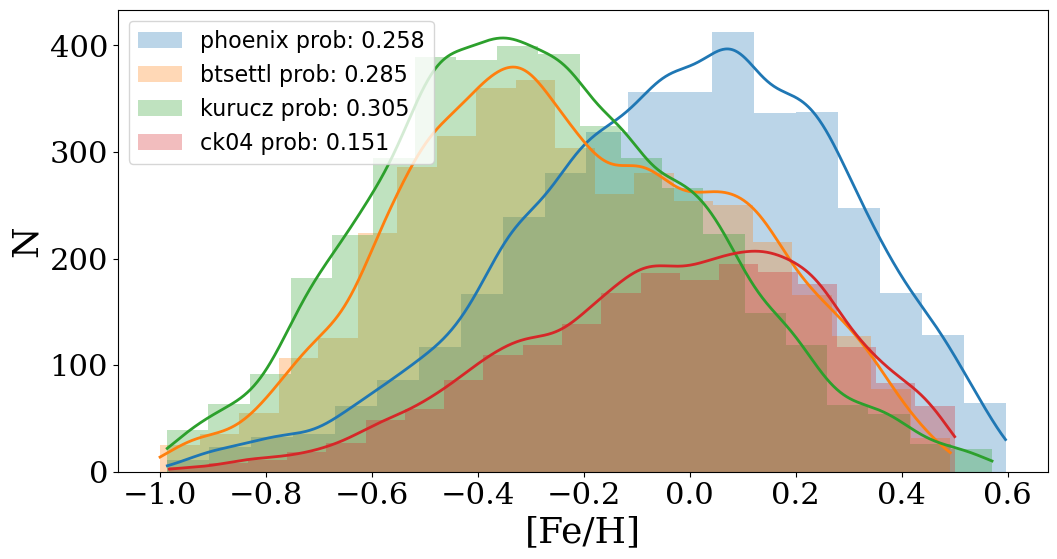 phoenix prob: 0.258
btsettl prob: 0.285
kurucz prob: 0.305
ck04 prob: 0.151
400
300
200
100
0
N
−1.0 −0.8 −0.6 −0.4 −0.2 0.0 0.2 0.4 0.6
[Fe/H]